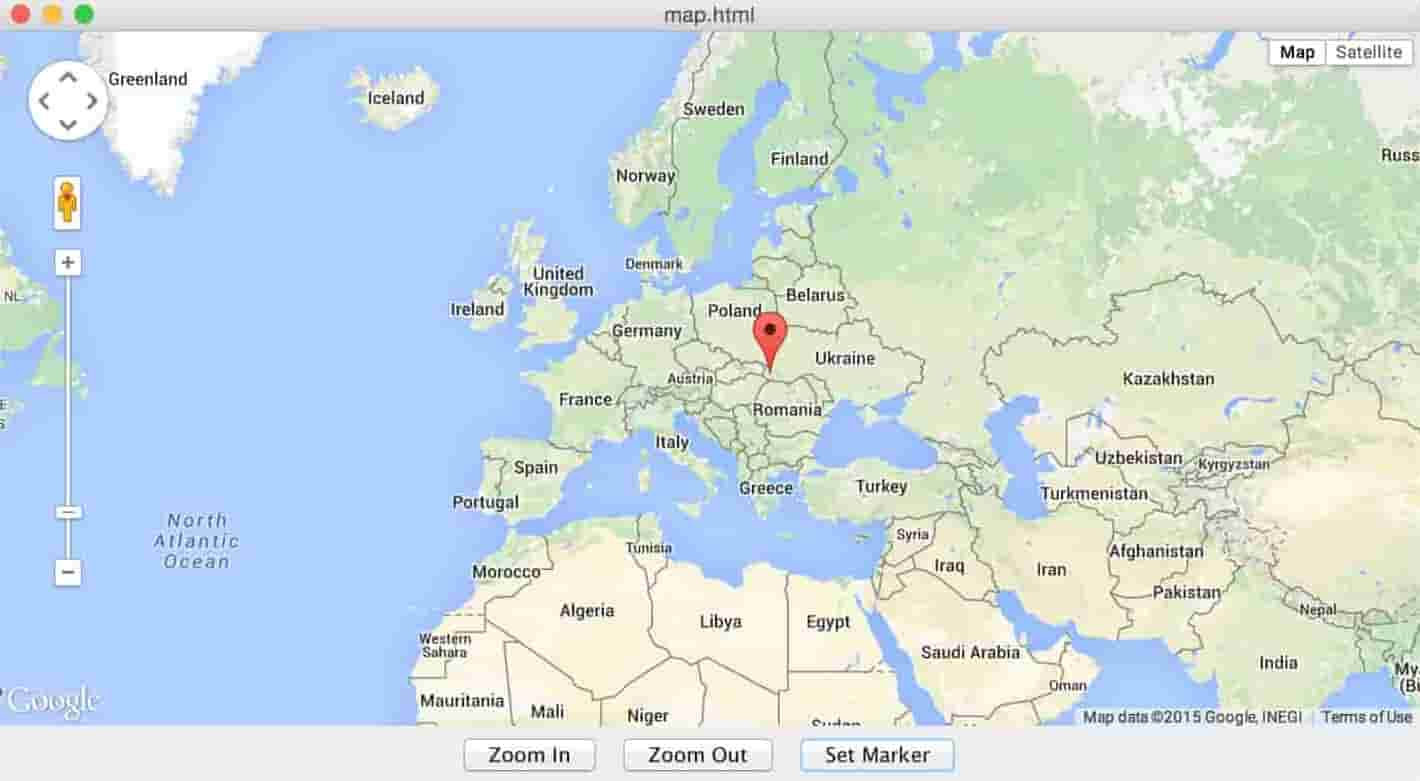 map.html
Map
Satellite
Greenland
Iceland
Sweden
Finland
Russ
Norway
Denmark
United
Kingdom
Ireland
NL
Belarus
Poland
Germany
Ukraine
Austria
Kazakhstan
France
Romania
Italy
Uzbekistan
Kyrgyzstan
Spain
Portugal
Greece
Turkey
Turkmenistan
North
Atlantic
Ocean
Syria
Tunisia
Afghanistan
Morocco
Iraq
Iran
Pakistan
Algeria
Libya
Egypt
Nepal
Western
Sahara
Saudi Arabia
India
My
(Bu
Oman
Google
Mauritania
Mali
Niger
Sudan
Map data ©2015 Google, INEGI
Terms of Use
Zoom In
Zoom Out
Set Marker